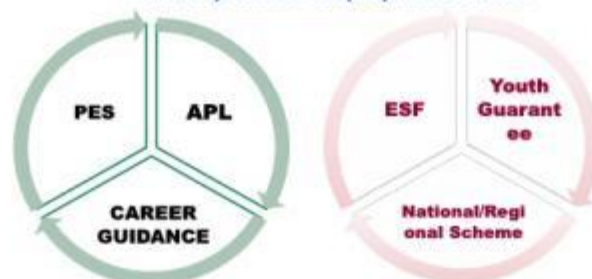 PES
APL
CAREER
GUIDANCE
ESF
Youth
Guarant
ee
National/Regi
onal Scheme